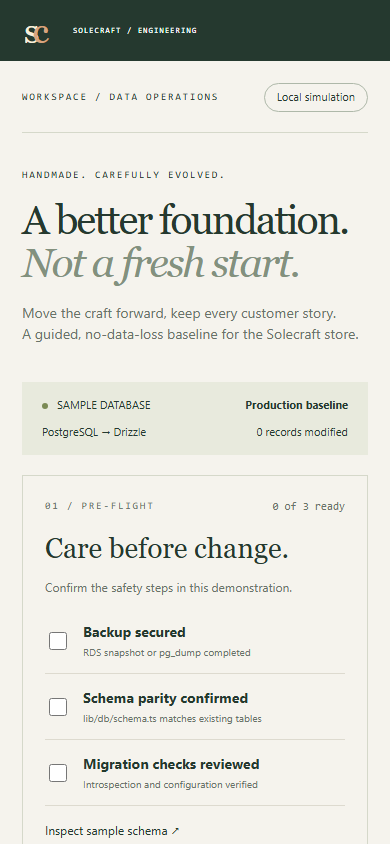 SC
SOLECRAFT / ENGINEERING
WORKSPACE / DATA OPERATIONS
Local simulation
HANDMADE. CAREFULLY EVOLVED.
A better foundation.
Not a fresh start.
Move the craft forward, keep every customer story.
A guided, no-data-loss baseline for the Solecraft store.
SAMPLE DATABASE
Production baseline
PostgreSQL → Drizzle
0 records modified
01 / PRE-FLIGHT
0 of 3 ready
Care before change.
Confirm the safety steps in this demonstration.
Backup secured
RDS snapshot or pg_dump completed
Schema parity confirmed
lib/db/schema.ts matches existing tables
Migration checks reviewed
Introspection and configuration verified
Inspect sample schema ↗